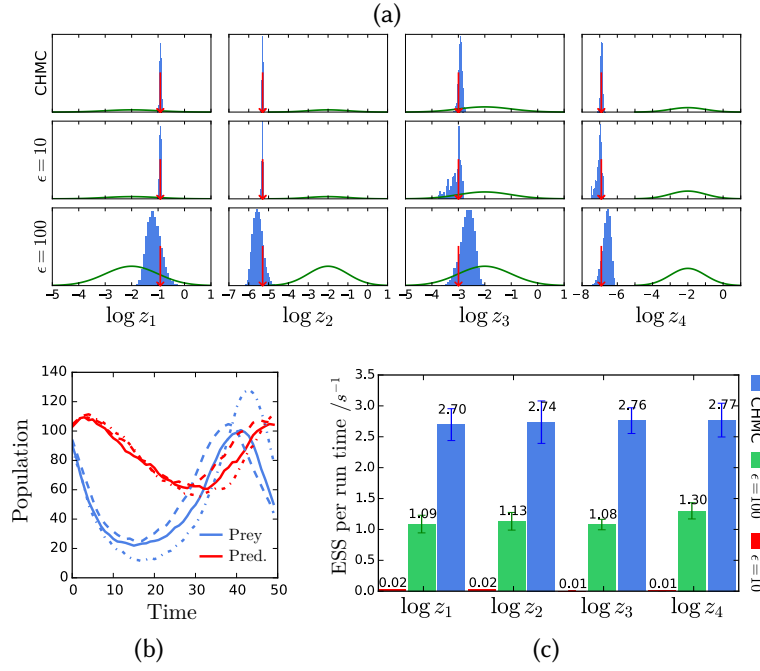 (a)
CHMC
ϵ = 10
ϵ = 100
−5 −4 −3 −2 −1 0 1
−7 −6 −5 −4 −3 −2 −1 0 1
−5 −4 −3 −2 −1 0 1
−8 −6 −4 −2 0
log z₁ log z₂ log z₃ log z₄
Population
140
120
100
80
60
40
20
0
Prey
Pred.
0 10 20 30 40 50
Time
(b)
ESS per run time /s⁻¹
3.5
3.0
2.5
2.0
1.5
1.0
0.5
0.0
0.02 1.09 2.70
0.02 1.13 2.74
0.01 1.08 2.76
0.01 1.30 2.77
log z₁ log z₂ log z₃ log z₄
CHMC
ϵ = 100
ϵ = 10
(c)